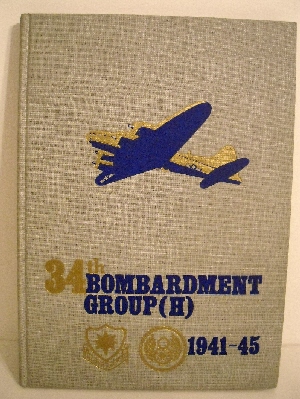 34th BOMBARDMENT
GROUP (H)
1941-45